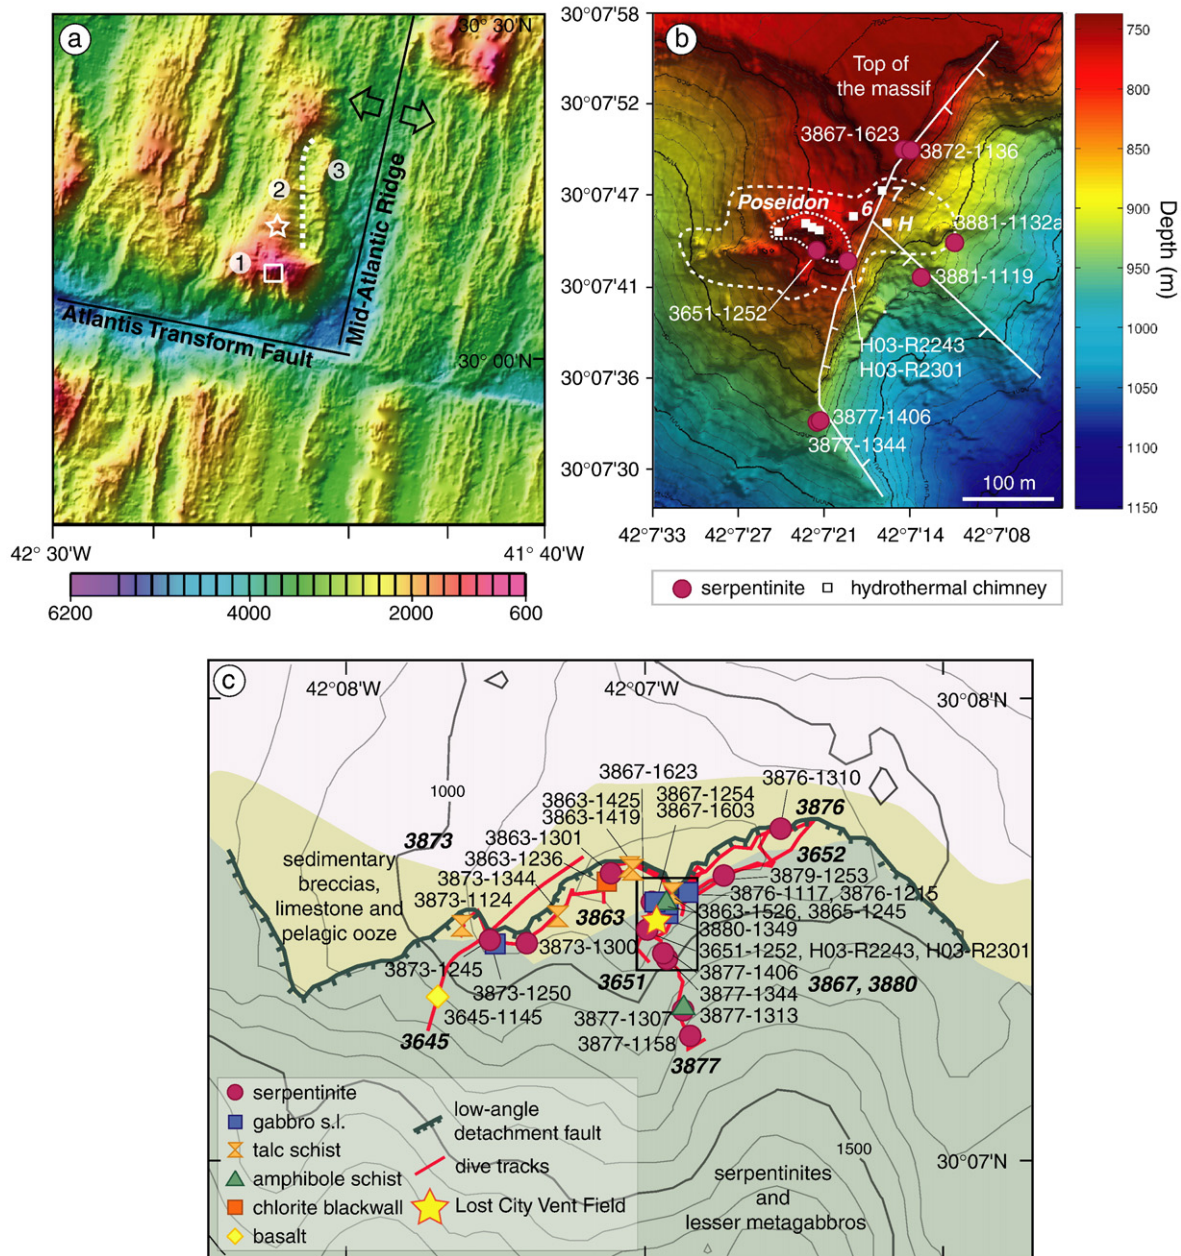 a
30° 30'N
1
2
3
Mid-Atlantic Ridge
Atlantis Transform Fault
30° 00'N
42° 30'W
41° 40'W
6200
4000
2000
600
b
30°07'58
30°07'52
30°07'47
30°07'41
30°07'36
30°07'30
Top of
the massif
3867-1623
3872-1136
Poseidon
6
7
H
3881-1132a
3881-1119
3651-1252
H03-R2243
H03-R2301
3877-1406
3877-1344
100 m
42°7'33
42°7'27
42°7'21
42°7'14
42°7'08
750
800
850
900
950
1000
1050
1100
1150
Depth (m)
serpentinite
hydrothermal chimney
c
42°08'W
42°07'W
30°08'N
1000
3867-1623
3876-1310
3863-1425
3867-1254
3863-1419
3867-1603
3876
3873
3863-1301
3652
3863-1236
3879-1253
3873-1344
3876-1117, 3876-1215
3873-1124
3863
3863-1526, 3865-1245
3880-1349
sedimentary
breccias,
limestone and
pelagic ooze
3873-1300
3651-1252, H03-R2243, H03-R2301
3873-1245
3651
3877-1406
3867, 3880
3873-1250
3877-1344
3645-1145
3877-1307
3877-1313
3645
3877-1158
3877
serpentinite
gabbro s.l.
talc schist
amphibole schist
chlorite blackwall
basalt
low-angle
detachment fault
dive tracks
Lost City Vent Field
1500
30°07'N
serpentinites
and
lesser metagabbros